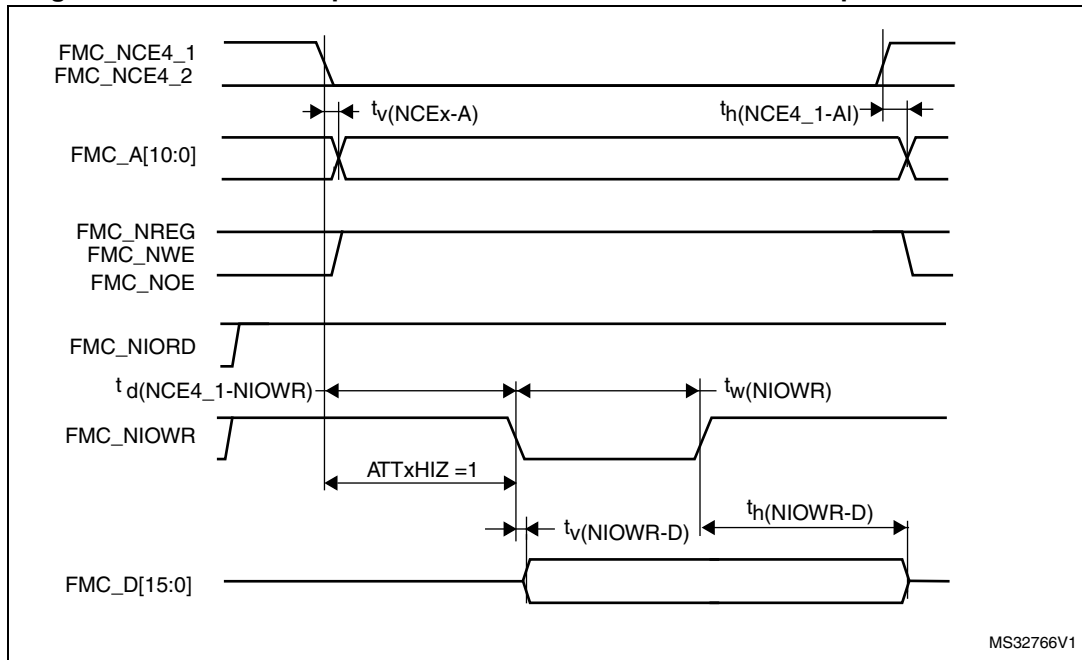 FMC_NCE4_1
FMC_NCE4_2
tv(NCEx-A)
th(NCE4_1-AI)
FMC_A[10:0]
FMC_NREG
FMC_NWE
FMC_NOE
FMC_NIORD
td(NCE4_1-NIOWR)
tw(NIOWR)
FMC_NIOWR
ATTxHIZ =1
th(NIOWR-D)
tv(NIOWR-D)
FMC_D[15:0]
MS32766V1